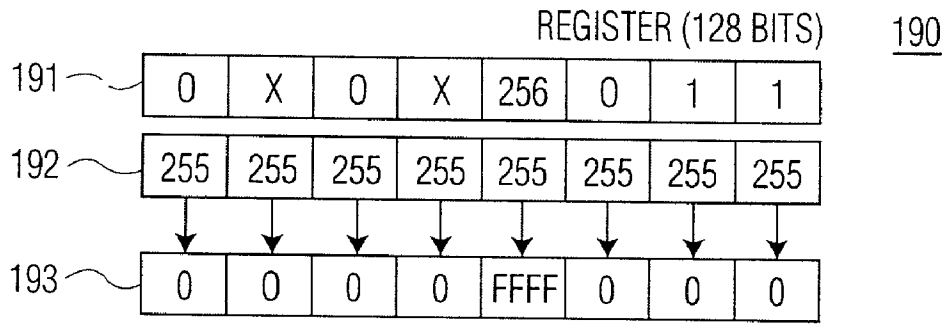 REGISTER (128 BITS) 190
191 0 X 0 X 256 0 1 1
192 255 255 255 255 255 255 255 255
193 0 0 0 0 FFFF 0 0 0